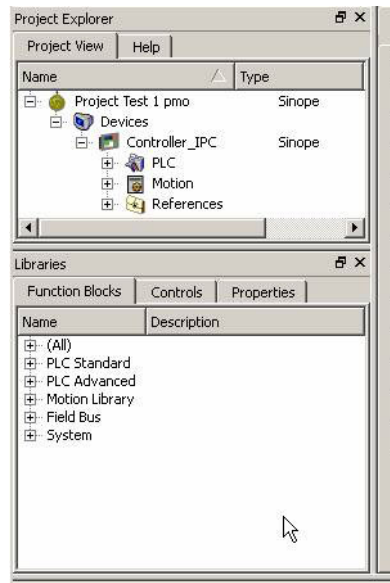 Project Explorer
Project View Help
Name Type
Project Test 1 pmo Sinope
Devices
Controller_IPC Sinope
PLC
Motion
References
Libraries
Function Blocks Controls Properties
Name Description
(All)
PLC Standard
PLC Advanced
Motion Library
Field Bus
System